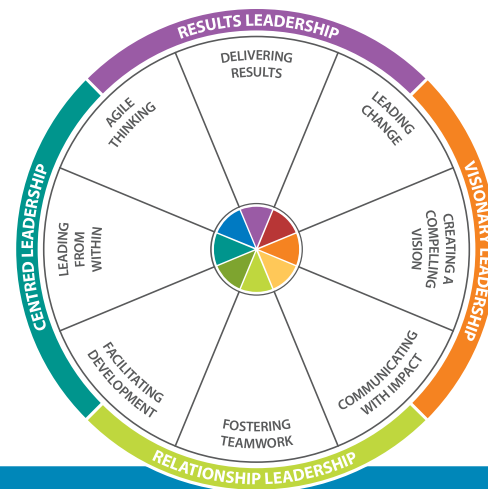 RESULTS LEADERSHIP
DELIVERING
RESULTS
LEADING
CHANGE
VISIONARY LEADERSHIP
CREATING A
COMPELLING
VISION
COMMUNICATING
WITH IMPACT
RELATIONSHIP LEADERSHIP
FOSTERING
TEAMWORK
FACILITATING
DEVELOPMENT
CENTRED LEADERSHIP
LEADING
FROM
WITHIN
AGILE
THINKING